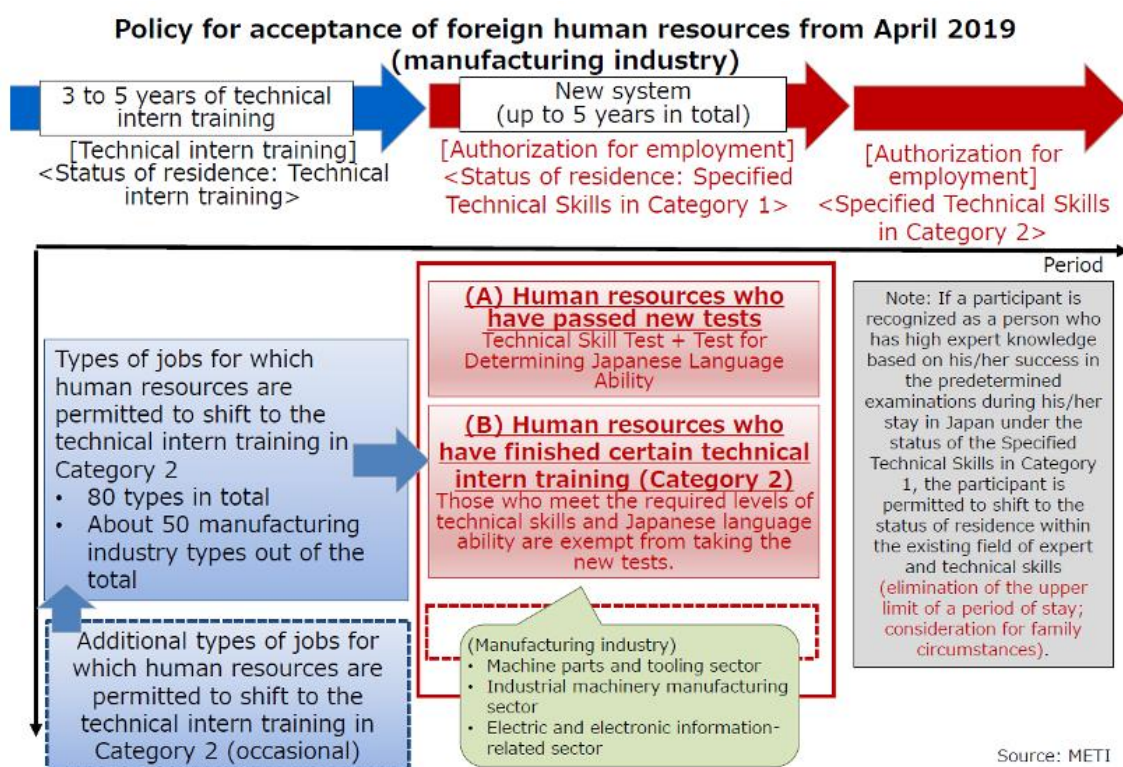 Policy for acceptance of foreign human resources from April 2019
(manufacturing industry)
3 to 5 years of technical
intern training
[Technical intern training]
<Status of residence: Technical
intern training>
New system
(up to 5 years in total)
[Authorization for employment]
<Status of residence: Specified
Technical Skills in Category 1>
[Authorization for
employment]
<Specified Technical Skills
in Category 2>
Period
Types of jobs for which
human resources are
permitted to shift to the
technical intern training in
Category 2
• 80 types in total
• About 50 manufacturing
industry types out of the
total
Additional types of jobs for
which human resources are
permitted to shift to the
technical intern training in
Category 2 (occasional)
(A) Human resources who
have passed new tests
Technical Skill Test + Test for
Determining Japanese Language
Ability
(B) Human resources who
have finished certain technical
intern training (Category 2)
Those who meet the required levels of
technical skills and Japanese language
ability are exempt from taking the
new tests.
(Manufacturing industry)
• Machine parts and tooling sector
• Industrial machinery manufacturing
sector
• Electric and electronic information-
related sector
Note: If a participant is
recognized as a person who
has high expert knowledge
based on his/her success in
the predetermined
examinations during his/her
stay in Japan under the
status of the Specified
Technical Skills in Category
1, the participant is
permitted to shift to the
status of residence within
the existing field of expert
and technical skills
(elimination of the upper
limit of a period of stay;
consideration for family
circumstances).
Source: METI